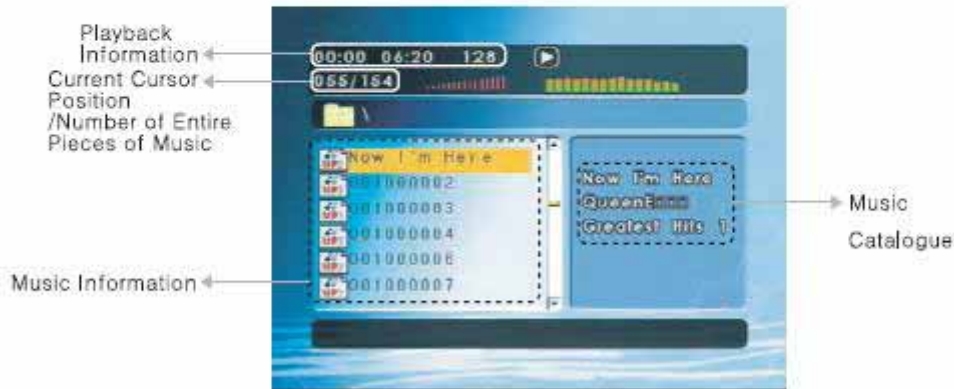 Playback
Information
00:00 06:20 128
Current Cursor
Position
/Number of Entire
Pieces of Music
055/154
\
Now I'm Here
001000002
001000003
001000004
001000006
001000007
Music Information
Now I'm Here
Queen
Greatest Hits 1
Music
Catalogue